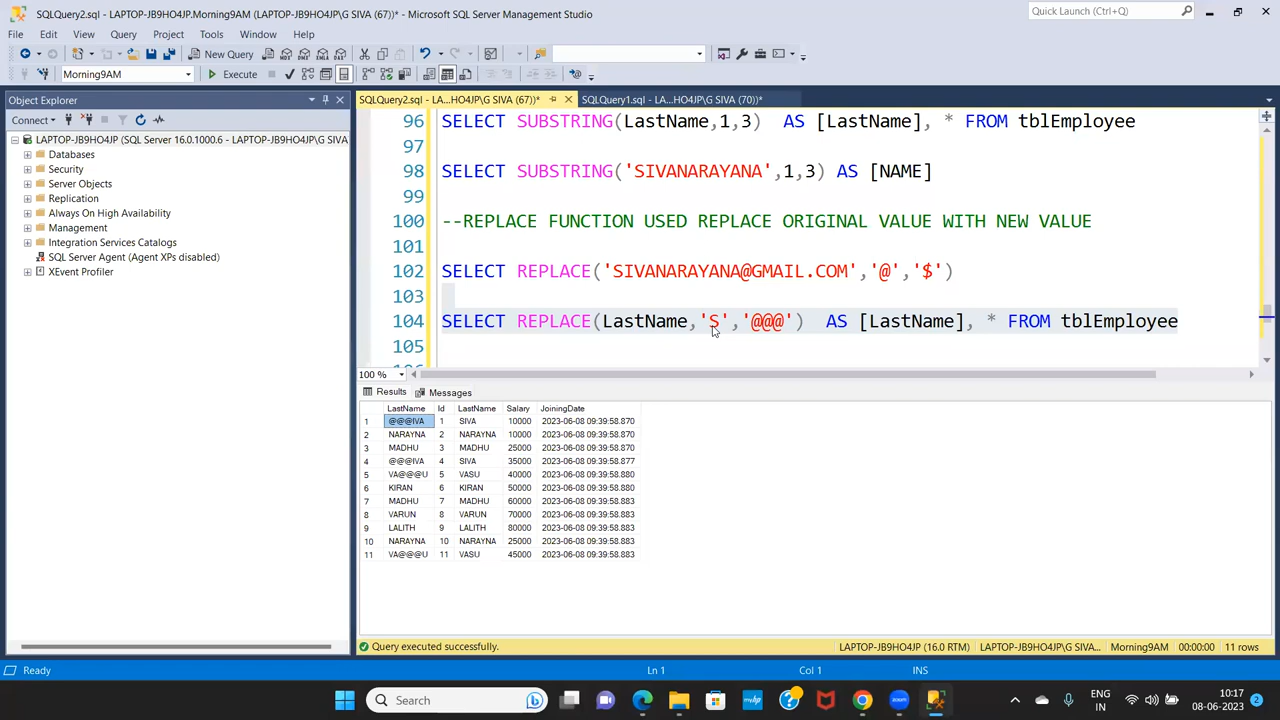 SQLQuery2.sql - LAPTOP-JB9HO4JP.Morning9AM (LAPTOP-JB9HO4JP\G SIVA (67))* - Microsoft SQL Server Management Studio
Quick Launch (Ctrl+Q)
File Edit View Query Project Tools Window Help
New Query
MDX DMX XMLA DAX
Morning9AM Execute
Object Explorer
Connect
LAPTOP-JB9HO4JP (SQL Server 16.0.1000.6 - LAPTOP-JB9HO4JP\G SIVA
Databases
Security
Server Objects
Replication
Always On High Availability
Management
Integration Services Catalogs
SQL Server Agent (Agent XPs disabled)
XEvent Profiler
SQLQuery2.sql - LA...HO4JP\G SIVA (67))* SQLQuery1.sql - LA...HO4JP\G SIVA (70))*
96 SELECT SUBSTRING(LastName,1,3) AS [LastName], * FROM tblEmployee
97
98 SELECT SUBSTRING('SIVANARAYANA',1,3) AS [NAME]
99
100 --REPLACE FUNCTION USED REPLACE ORIGINAL VALUE WITH NEW VALUE
101
102 SELECT REPLACE('SIVANARAYANA@GMAIL.COM','@','$')
103
104 SELECT REPLACE(LastName,'S','@@@') AS [LastName], * FROM tblEmployee
105
100 %
Results Messages
LastName Id LastName Salary JoiningDate
1 @@@IVA 1 SIVA 10000 2023-06-08 09:39:58.870
2 NARAYNA 2 NARAYNA 10000 2023-06-08 09:39:58.870
3 MADHU 3 MADHU 25000 2023-06-08 09:39:58.870
4 @@@IVA 4 SIVA 35000 2023-06-08 09:39:58.877
5 VA@@@U 5 VASU 40000 2023-06-08 09:39:58.880
6 KIRAN 6 KIRAN 50000 2023-06-08 09:39:58.880
7 MADHU 7 MADHU 60000 2023-06-08 09:39:58.883
8 VARUN 8 VARUN 70000 2023-06-08 09:39:58.883
9 LALITH 9 LALITH 80000 2023-06-08 09:39:58.883
10 NARAYNA 10 NARAYNA 25000 2023-06-08 09:39:58.883
11 VA@@@U 11 VASU 45000 2023-06-08 09:39:58.883
Query executed successfully. LAPTOP-JB9HO4JP (16.0 RTM) LAPTOP-JB9HO4JP\G SIVA... Morning9AM 00:00:00 11 rows
Ready Ln 1 Col 1 INS
Search
zoom
ENG
IN
10:17
08-06-2023
2